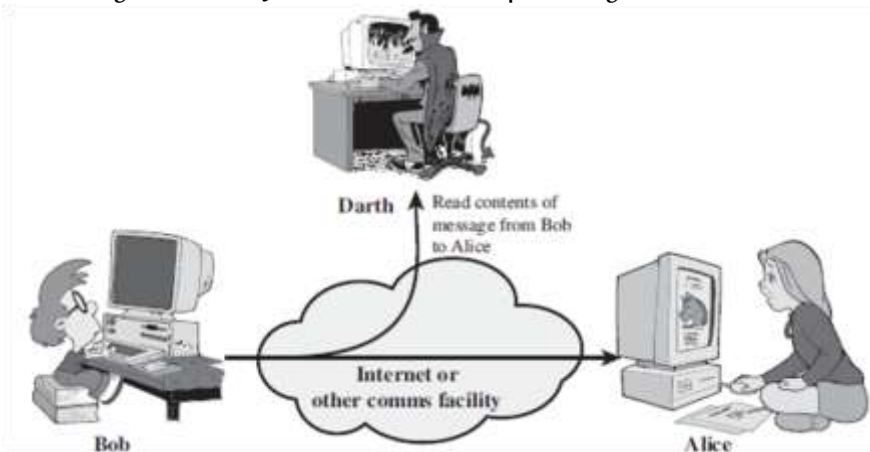 Darth
Read contents of
message from Bob
to Alice
Internet or
other comms facility
Bob
Alice